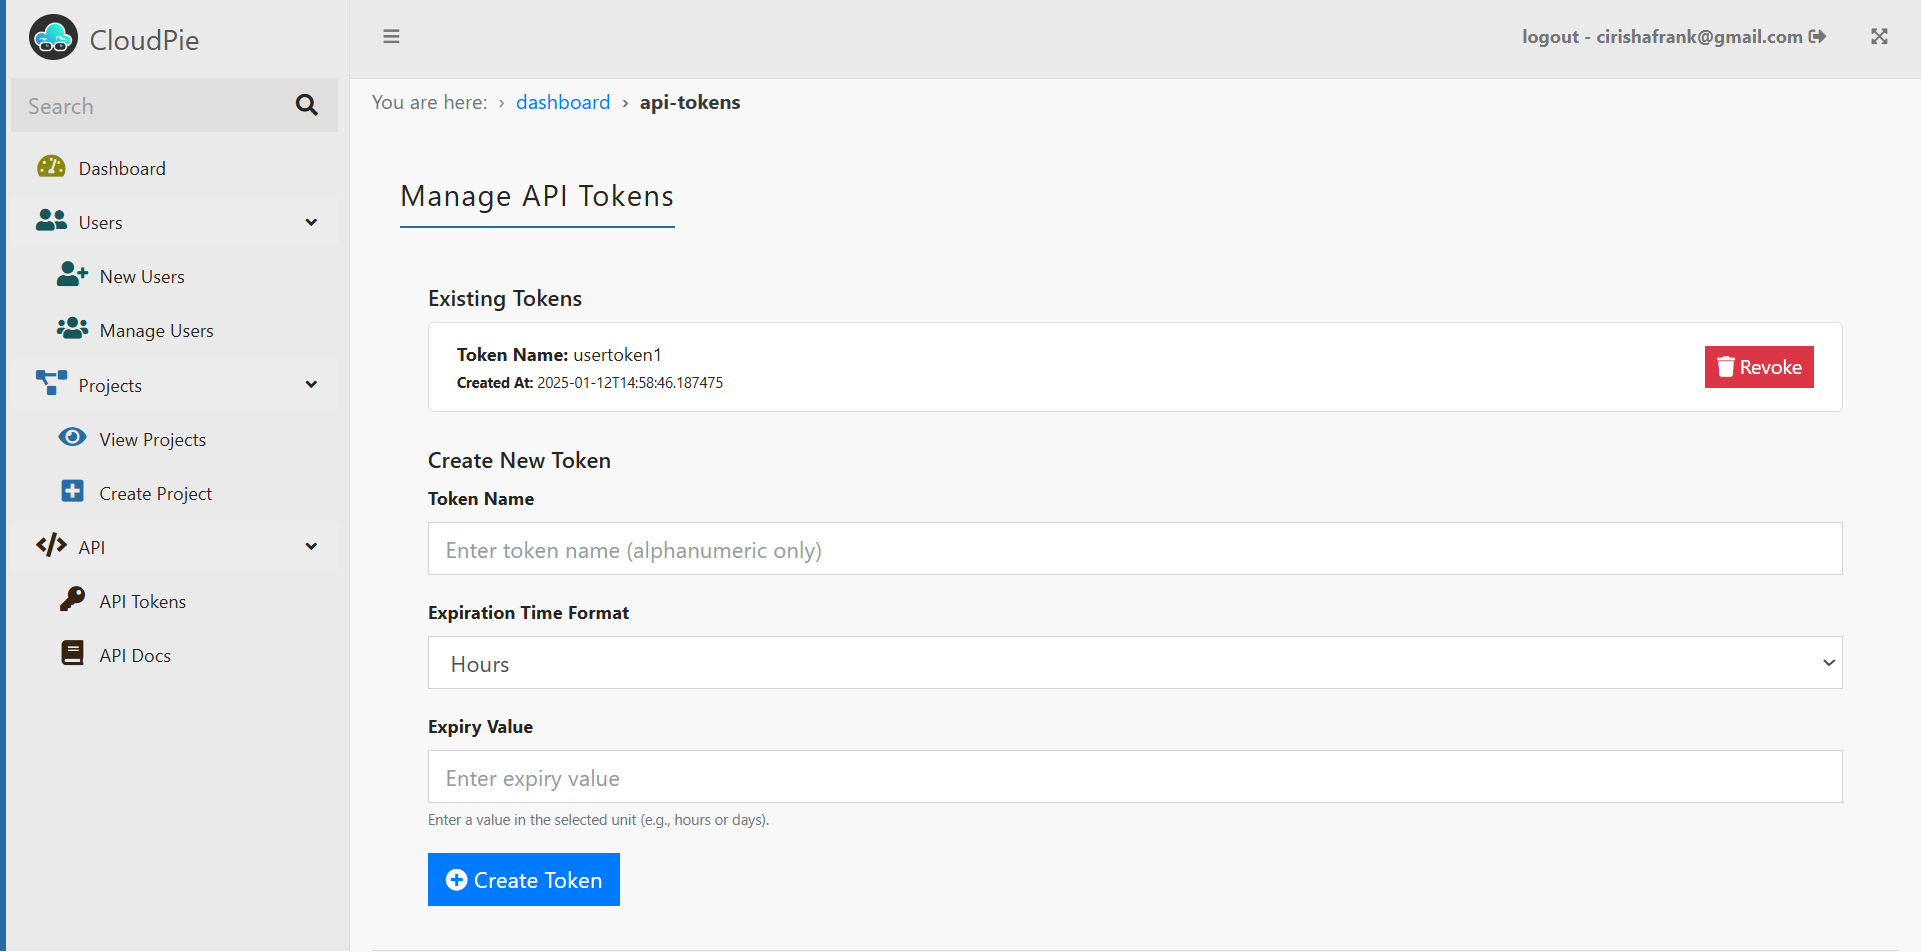 CloudPie
logout - cirishafrank@gmail.com
Search
You are here: › dashboard › api-tokens
Dashboard
Users
New Users
Manage Users
Projects
View Projects
Create Project
API
API Tokens
API Docs
Manage API Tokens
Existing Tokens
Token Name: usertoken1
Created At: 2025-01-12T14:58:46.187475
Revoke
Create New Token
Token Name
Enter token name (alphanumeric only)
Expiration Time Format
Hours
Expiry Value
Enter expiry value
Enter a value in the selected unit (e.g., hours or days).
Create Token